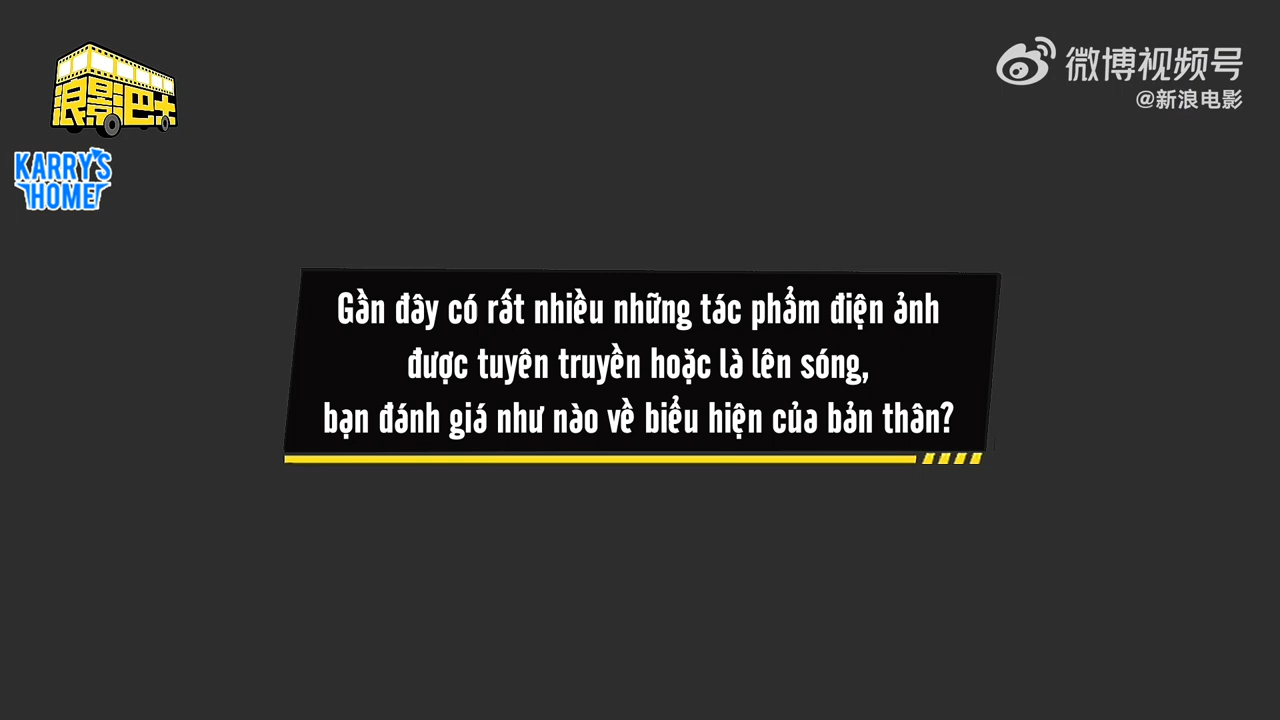 浪影巴士
微博视频号
@新浪电影
KARRY'S
HOME
Gần đây có rất nhiều những tác phẩm điện ảnh
được tuyên truyền hoặc là lên sóng,
bạn đánh giá như nào về biểu hiện của bản thân?